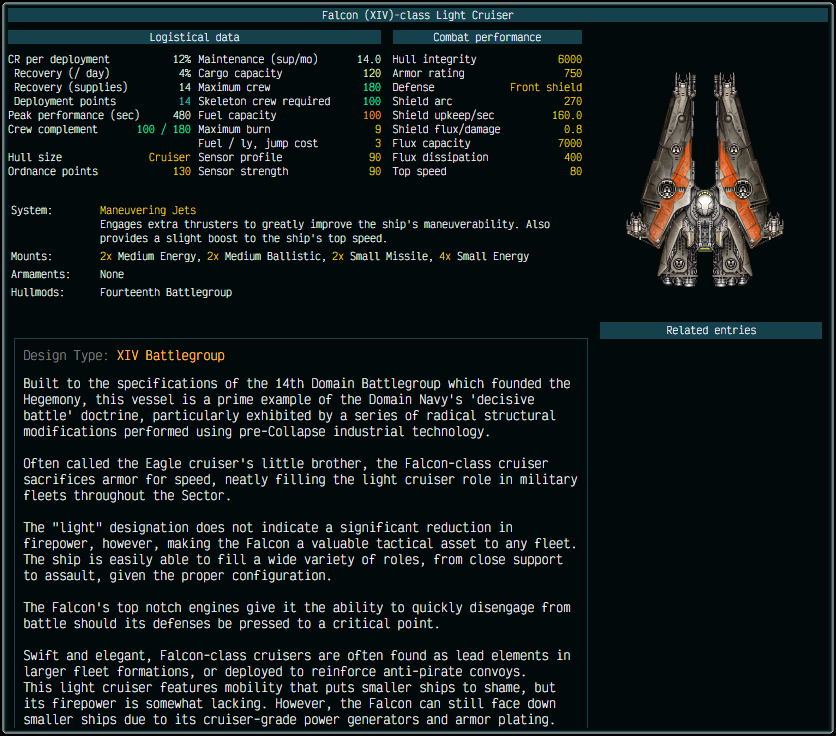 Falcon (XIV)-class Light Cruiser
Logistical data
Combat performance
CR per deployment 12% Maintenance (sup/mo) 14.0 Hull integrity 6000
Recovery (/ day) 4% Cargo capacity 120 Armor rating 750
Recovery (supplies) 14 Maximum crew 180 Defense Front shield
Deployment points 14 Skeleton crew required 100 Shield arc 270
Peak performance (sec) 480 Fuel capacity 100 Shield upkeep/sec 160.0
Crew complement 100 / 180 Maximum burn 9 Shield flux/damage 0.8
Fuel / ly, jump cost 3 Flux capacity 7000
Hull size Cruiser Sensor profile 90 Flux dissipation 400
Ordnance points 130 Sensor strength 90 Top speed 80
System: Maneuvering Jets
Engages extra thrusters to greatly improve the ship's maneuverability. Also
provides a slight boost to the ship's top speed.
Mounts: 2x Medium Energy, 2x Medium Ballistic, 2x Small Missile, 4x Small Energy
Armaments: None
Hullmods: Fourteenth Battlegroup
Related entries
Design Type: XIV Battlegroup
Built to the specifications of the 14th Domain Battlegroup which founded the
Hegemony, this vessel is a prime example of the Domain Navy's 'decisive
battle' doctrine, particularly exhibited by a series of radical structural
modifications performed using pre-Collapse industrial technology.
Often called the Eagle cruiser's little brother, the Falcon-class cruiser
sacrifices armor for speed, neatly filling the light cruiser role in military
fleets throughout the Sector.
The "light" designation does not indicate a significant reduction in
firepower, however, making the Falcon a valuable tactical asset to any fleet.
The ship is easily able to fill a wide variety of roles, from close support
to assault, given the proper configuration.
The Falcon's top notch engines give it the ability to quickly disengage from
battle should its defenses be pressed to a critical point.
Swift and elegant, Falcon-class cruisers are often found as lead elements in
larger fleet formations, or deployed to reinforce anti-pirate convoys.
This light cruiser features mobility that puts smaller ships to shame, but
its firepower is somewhat lacking. However, the Falcon can still face down
smaller ships due to its cruiser-grade power generators and armor plating.